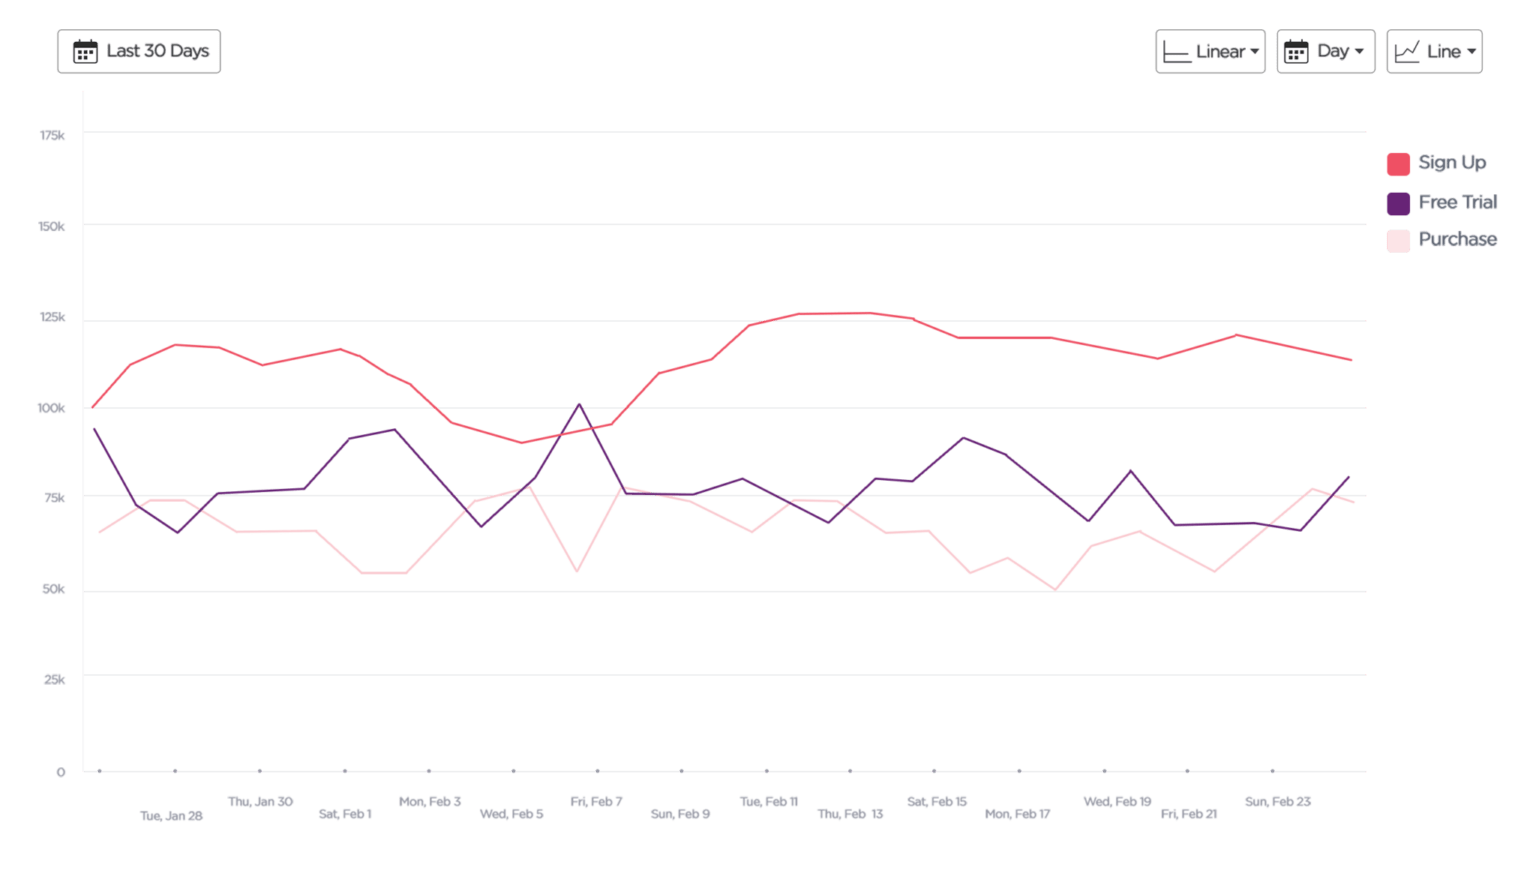 Last 30 Days
Linear
Day
Line
175k
150k
125k
100k
75k
50k
25k
0
Sign Up
Free Trial
Purchase
Tue, Jan 28
Thu, Jan 30
Sat, Feb 1
Mon, Feb 3
Wed, Feb 5
Fri, Feb 7
Sun, Feb 9
Tue, Feb 11
Thu, Feb 13
Sat, Feb 15
Mon, Feb 17
Wed, Feb 19
Fri, Feb 21
Sun, Feb 23